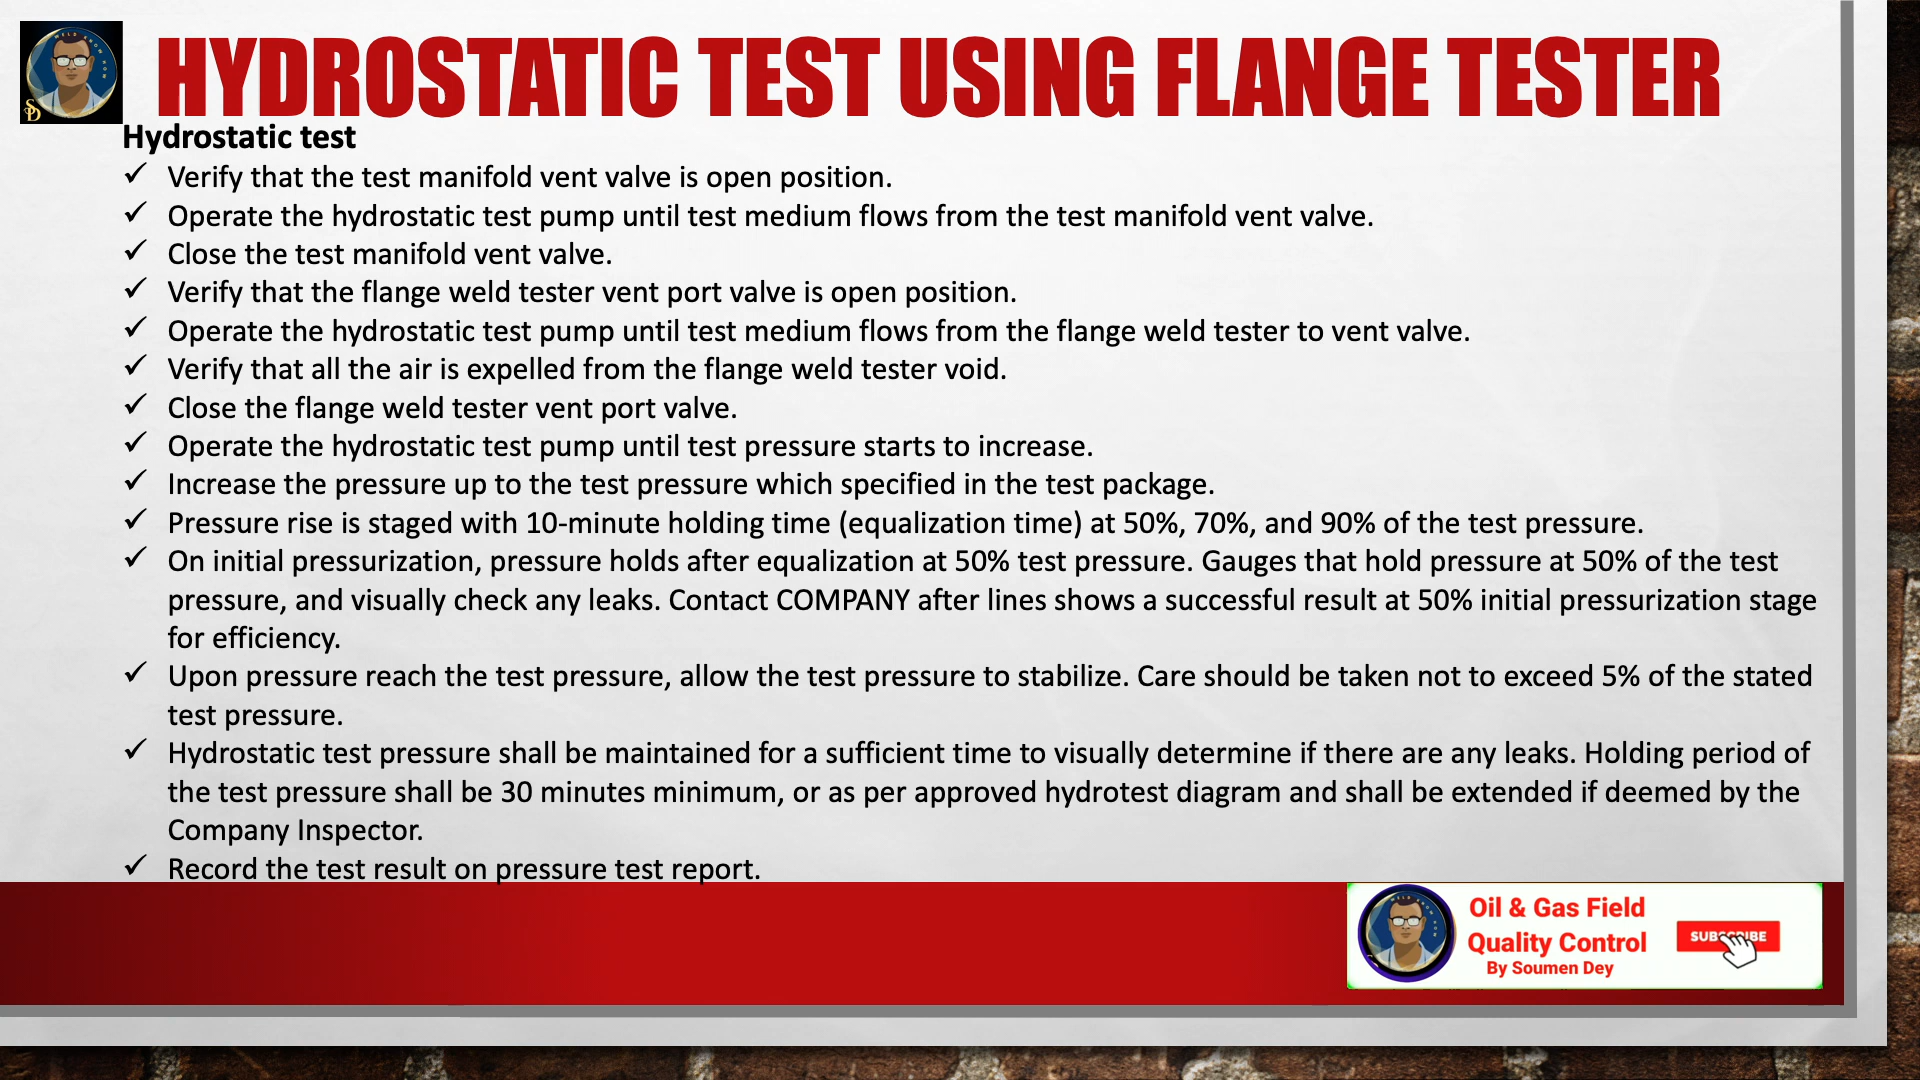 HYDROSTATIC TEST USING FLANGE TESTER
WELD KNOW HOW
SD
Hydrostatic test
✓ Verify that the test manifold vent valve is open position.
✓ Operate the hydrostatic test pump until test medium flows from the test manifold vent valve.
✓ Close the test manifold vent valve.
✓ Verify that the flange weld tester vent port valve is open position.
✓ Operate the hydrostatic test pump until test medium flows from the flange weld tester to vent valve.
✓ Verify that all the air is expelled from the flange weld tester void.
✓ Close the flange weld tester vent port valve.
✓ Operate the hydrostatic test pump until test pressure starts to increase.
✓ Increase the pressure up to the test pressure which specified in the test package.
✓ Pressure rise is staged with 10-minute holding time (equalization time) at 50%, 70%, and 90% of the test pressure.
✓ On initial pressurization, pressure holds after equalization at 50% test pressure. Gauges that hold pressure at 50% of the test
pressure, and visually check any leaks. Contact COMPANY after lines shows a successful result at 50% initial pressurization stage
for efficiency.
✓ Upon pressure reach the test pressure, allow the test pressure to stabilize. Care should be taken not to exceed 5% of the stated
test pressure.
✓ Hydrostatic test pressure shall be maintained for a sufficient time to visually determine if there are any leaks. Holding period of
the test pressure shall be 30 minutes minimum, or as per approved hydrotest diagram and shall be extended if deemed by the
Company Inspector.
✓ Record the test result on pressure test report.
WELD KNOW HOW
Oil & Gas Field
Quality Control
By Soumen Dey
SUBSCRIBE